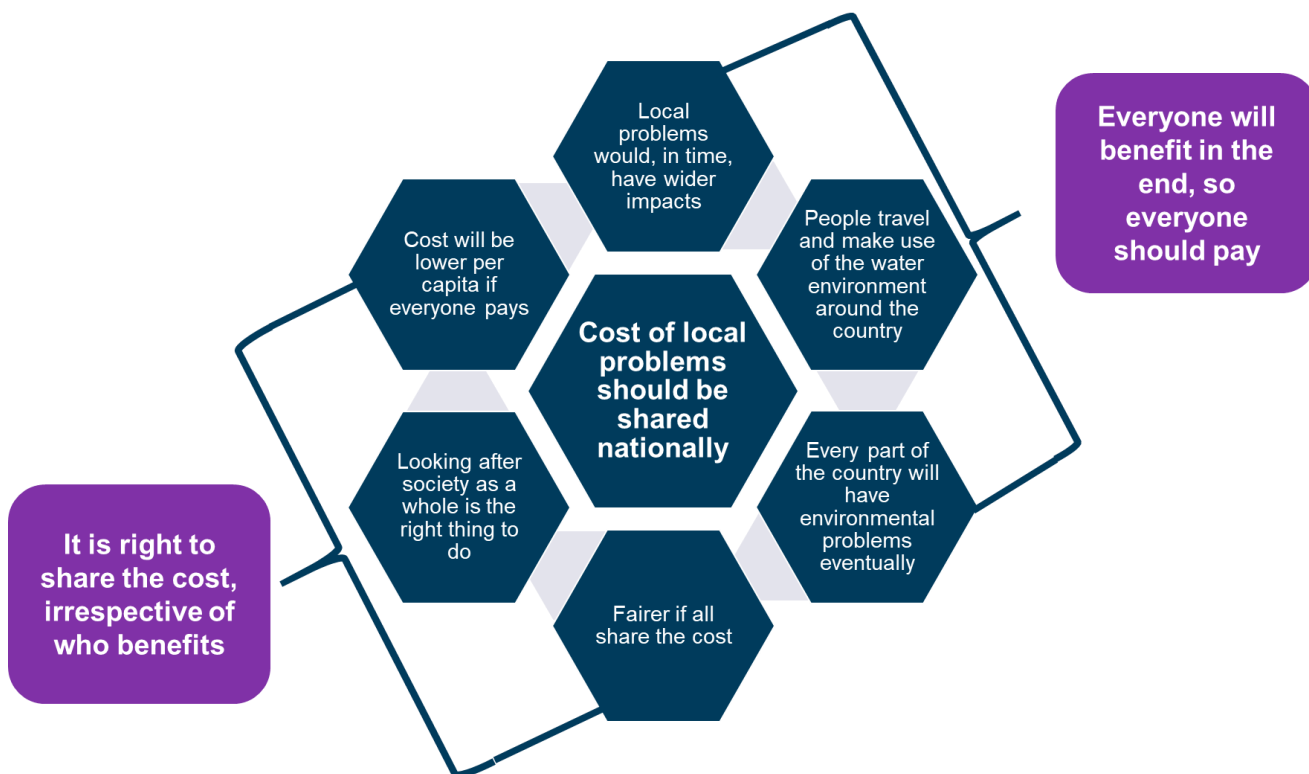 Local
problems
would, in time,
have wider
impacts
Everyone will
benefit in the
end, so
everyone
should pay
People travel
and make use
of the water
environment
around the
country
Cost will be
lower per
capita if
everyone pays
Cost of local
problems
should be
shared
nationally
Every part of
the country will
have
environmental
problems
eventually
Looking after
society as a
whole is the
right thing to
do
It is right to
share the cost,
irrespective of
who benefits
Fairer if all
share the cost